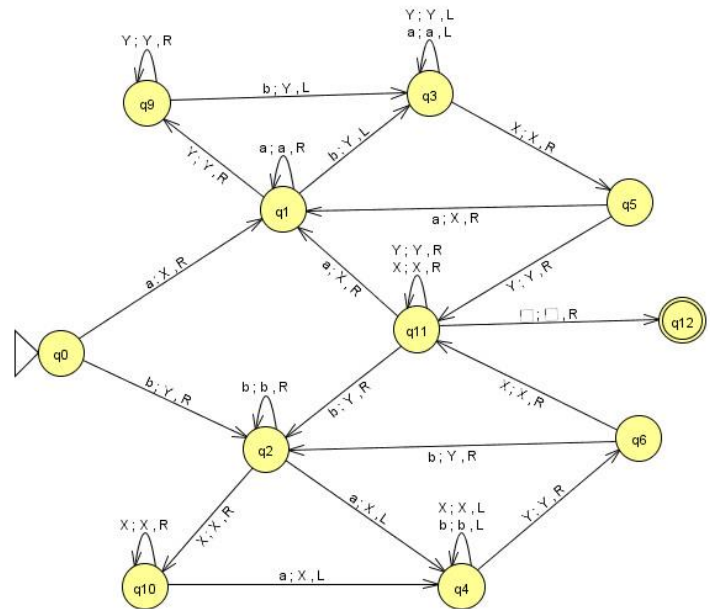 Y ; Y , L
a ; a , L
Y ; Y , R
q3
b ; Y , L
q9
X ; X , R
a ; a , R
b ; Y , L
Y ; Y , R
q5
q1
a ; X , R
Y ; Y , R
X ; X , R
a ; X , R
Y ; Y , R
a ; X , R
□ ; □ , R
q12
q11
q0
b ; Y , R
b ; b , R
b ; Y , R
X ; X , R
q6
q2
b ; Y , R
X ; X , L
b ; b , L
a ; X , L
Y ; Y , R
X ; X , R
X ; X , R
a ; X , L
q10
q4